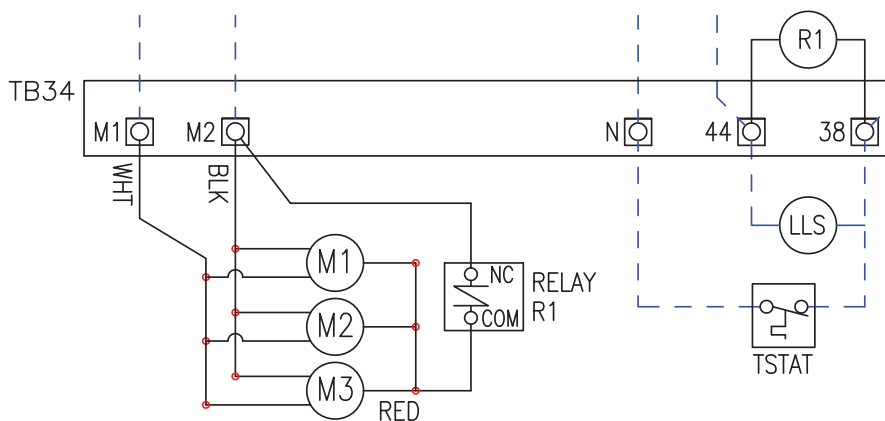 R1
TB34
M1
M2
N
44
38
WHT
BLK
LLS
M1
NC
RELAY
R1
COM
M2
TSTAT
M3
RED